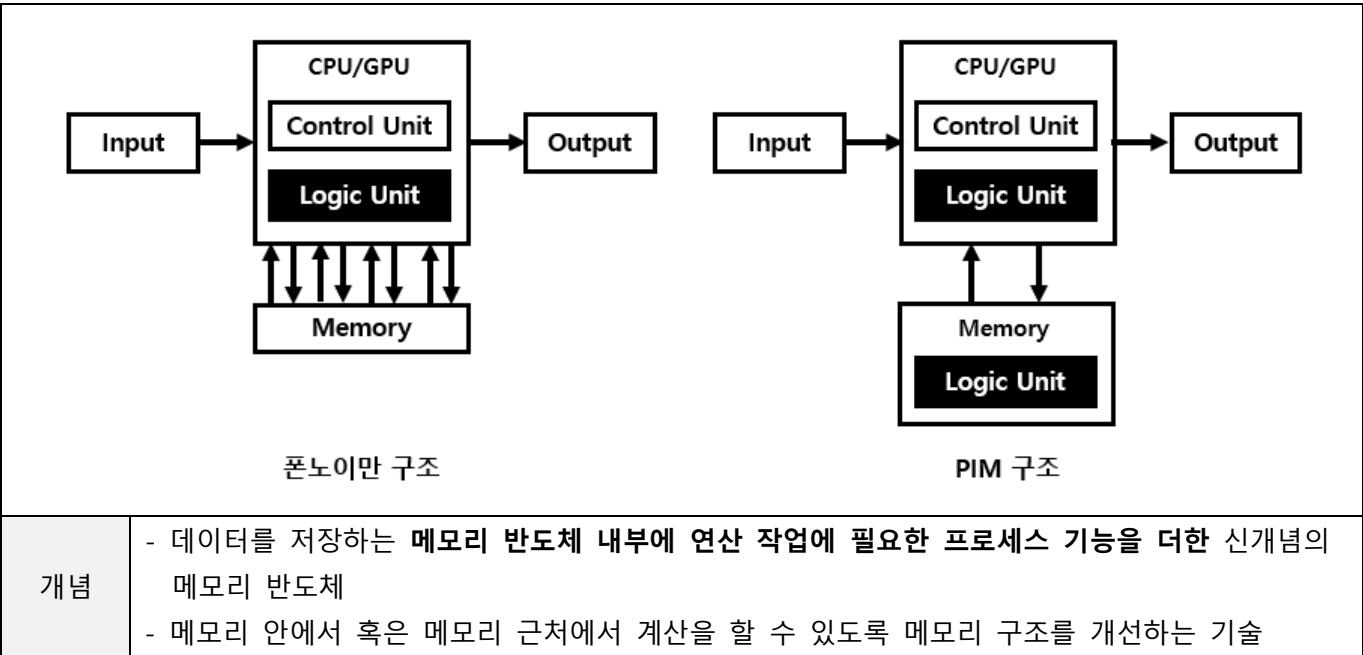 CPU/GPU
Control Unit
Input
Output
Logic Unit
Memory
폰노이만 구조
CPU/GPU
Control Unit
Input
Output
Logic Unit
Memory
Logic Unit
PIM 구조
개념
- 데이터를 저장하는 메모리 반도체 내부에 연산 작업에 필요한 프로세스 기능을 더한 신개념의
메모리 반도체
- 메모리 안에서 혹은 메모리 근처에서 계산을 할 수 있도록 메모리 구조를 개선하는 기술